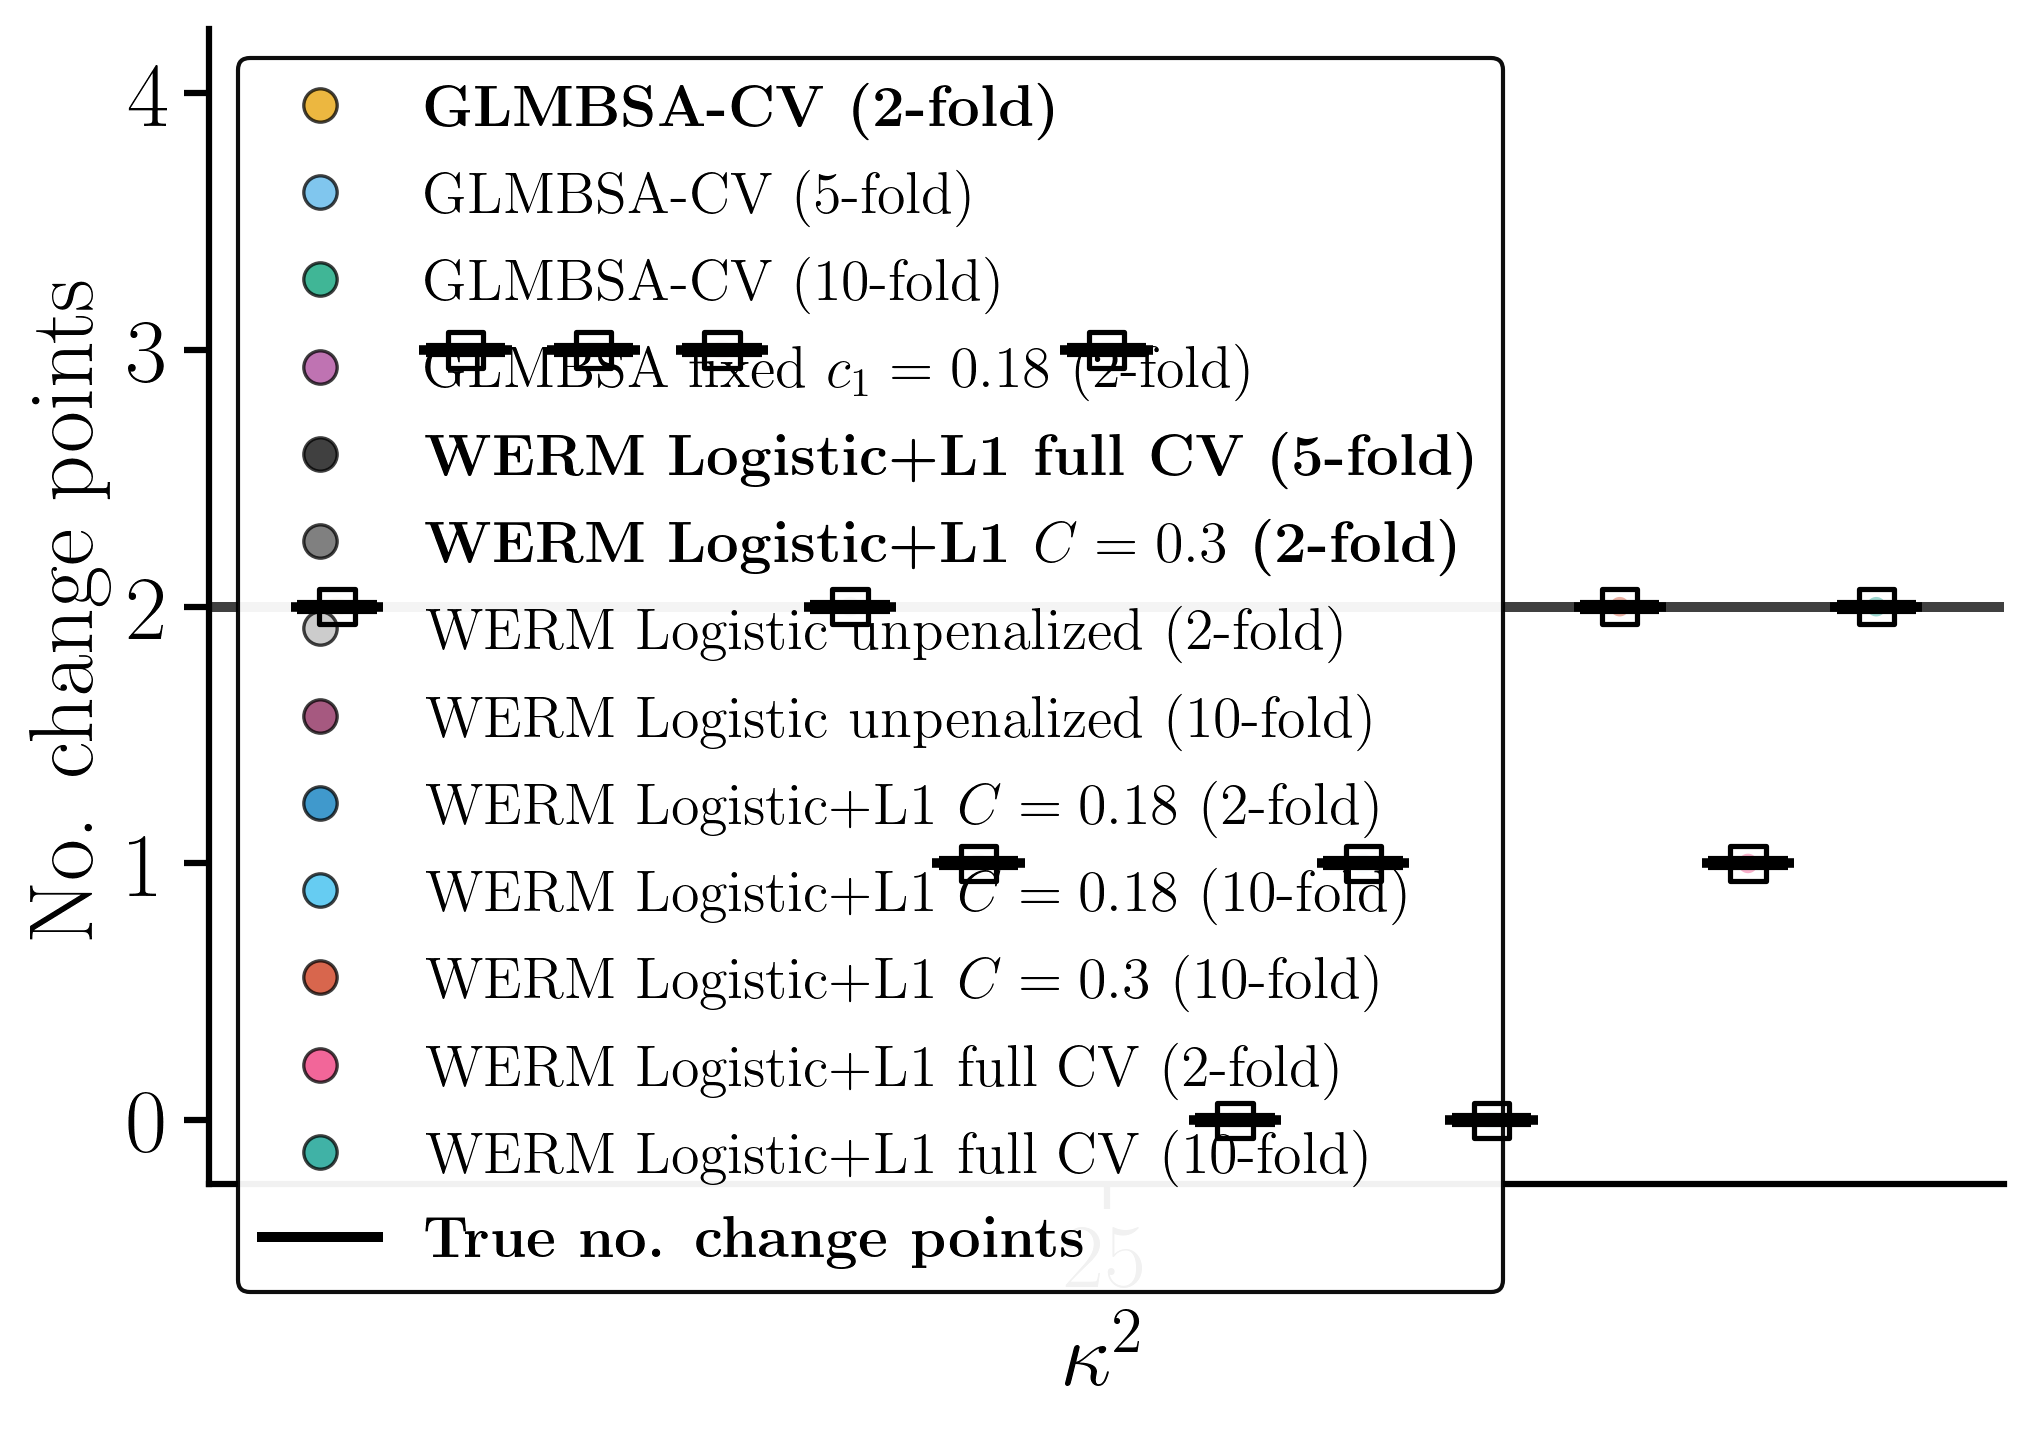 4
3
2
1
0
No. change points
GLMBSA-CV (2-fold)
GLMBSA-CV (5-fold)
GLMBSA-CV (10-fold)
GLMBSA fixed c₁ = 0.18 (2-fold)
WERM Logistic+L1 full CV (5-fold)
WERM Logistic+L1 C = 0.3 (2-fold)
WERM Logistic unpenalized (2-fold)
WERM Logistic unpenalized (10-fold)
WERM Logistic+L1 C = 0.18 (2-fold)
WERM Logistic+L1 C = 0.18 (10-fold)
WERM Logistic+L1 C = 0.3 (10-fold)
WERM Logistic+L1 full CV (2-fold)
WERM Logistic+L1 full CV (10-fold)
True no. change points
25
κ²